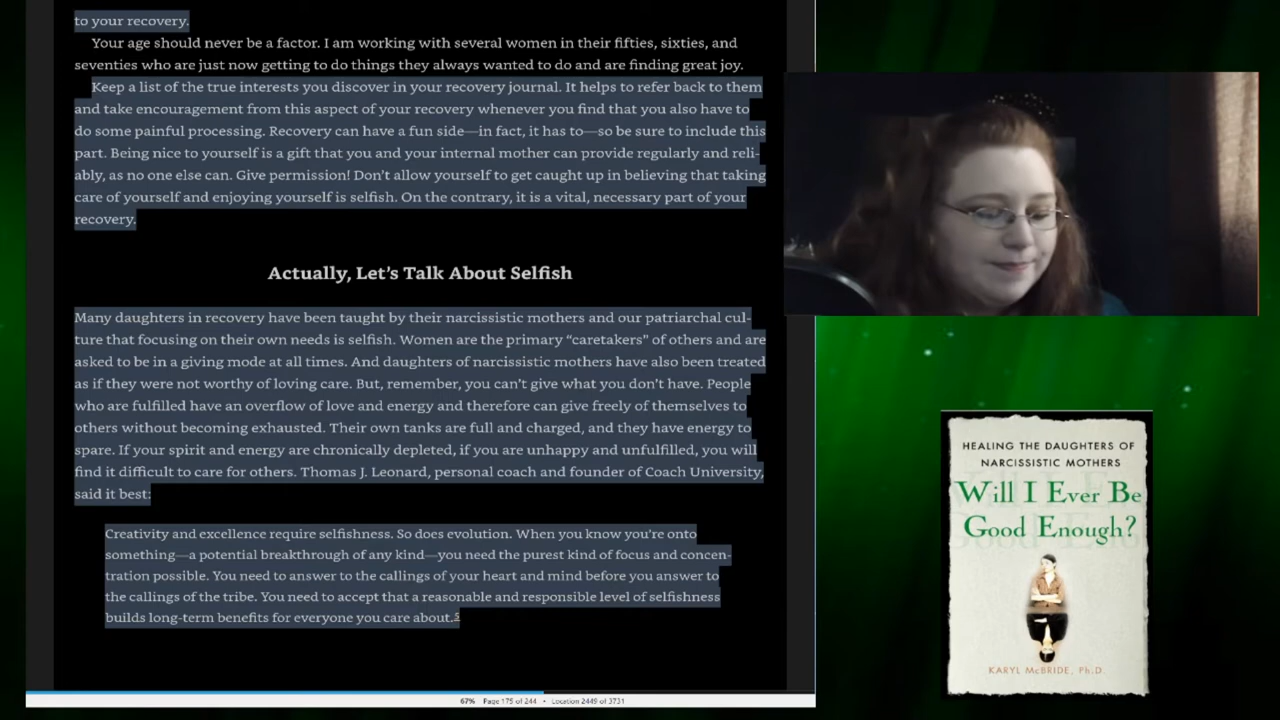 to your recovery.
Your age should never be a factor. I am working with several women in their fifties, sixties, and
seventies who are just now getting to do things they always wanted to do and are finding great joy.
Keep a list of the true interests you discover in your recovery journal. It helps to refer back to them
and take encouragement from this aspect of your recovery whenever you find that you also have to
do some painful processing. Recovery can have a fun side—in fact, it has to—so be sure to include this
part. Being nice to yourself is a gift that you and your internal mother can provide regularly and reli-
ably, as no one else can. Give permission! Don’t allow yourself to get caught up in believing that taking
care of yourself and enjoying yourself is selfish. On the contrary, it is a vital, necessary part of your
recovery.
Actually, Let’s Talk About Selfish
Many daughters in recovery have been taught by their narcissistic mothers and our patriarchal cul-
ture that focusing on their own needs is selfish. Women are the primary “caretakers” of others and are
asked to be in a giving mode at all times. And daughters of narcissistic mothers have also been treated
as if they were not worthy of loving care. But, remember, you can’t give what you don’t have. People
who are fulfilled have an overflow of love and energy and therefore can give freely of themselves to
others without becoming exhausted. Their own tanks are full and charged, and they have energy to
spare. If your spirit and energy are chronically depleted, if you are unhappy and unfulfilled, you will
find it difficult to care for others. Thomas J. Leonard, personal coach and founder of Coach University,
said it best:
Creativity and excellence require selfishness. So does evolution. When you know you’re onto
something—a potential breakthrough of any kind—you need the purest kind of focus and concen-
tration possible. You need to answer to the callings of your heart and mind before you answer to
the callings of the tribe. You need to accept that a reasonable and responsible level of selfishness
builds long-term benefits for everyone you care about.5
67% Page 175 of 244 • Location 2449 of 3731
HEALING THE DAUGHTERS OF
NARCISSISTIC MOTHERS
Will I Ever Be
Good Enough?
KARYL McBRIDE, Ph.D.